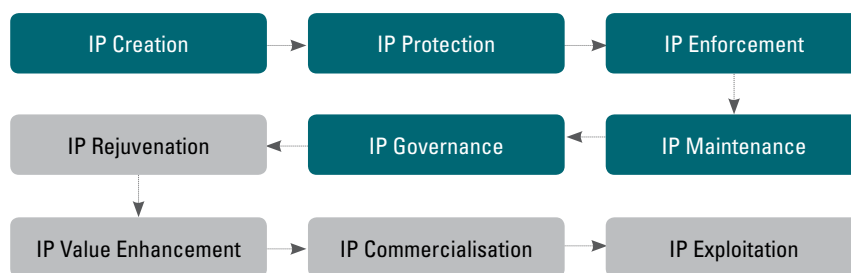 IP Creation
IP Protection
IP Enforcement
IP Rejuvenation
IP Governance
IP Maintenance
IP Value Enhancement
IP Commercialisation
IP Exploitation